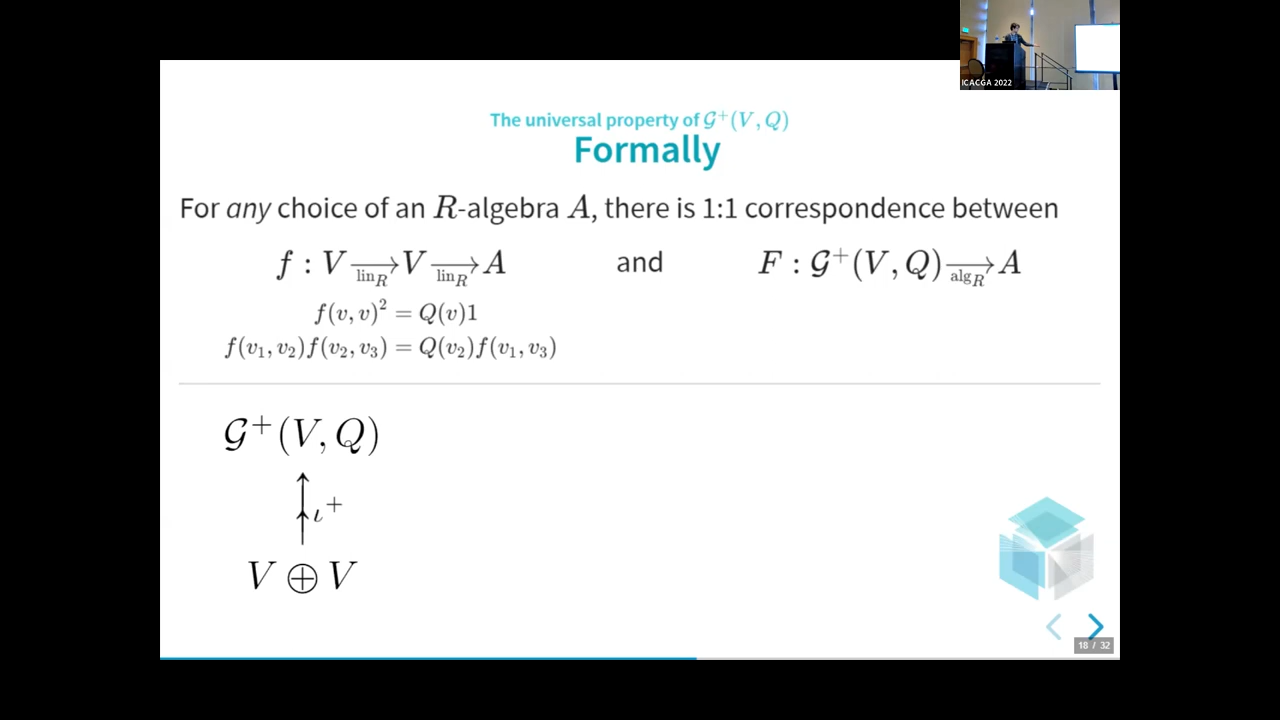 ICACGA 2022
The universal property of 𝒢⁺(V, Q)
Formally
For any choice of an R-algebra A, there is 1:1 correspondence between
f : V ⟶ lin_R V ⟶ lin_R A and F : 𝒢⁺(V, Q) ⟶ alg_R A
f(v, v)² = Q(v)1
f(v₁, v₂)f(v₂, v₃) = Q(v₂)f(v₁, v₃)
𝒢⁺(V, Q)
ι⁺
V ⊕ V
18 / 32